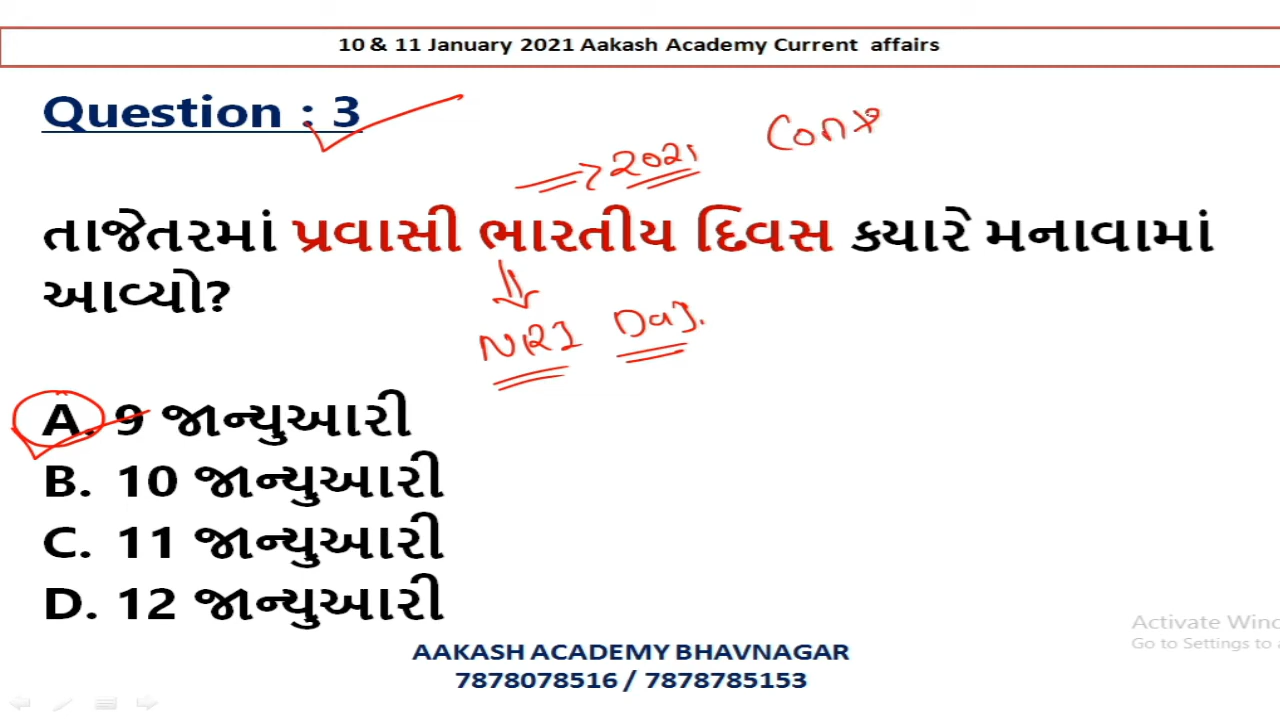 10 & 11 January 2021 Aakash Academy Current affairs
Question : 3
2021
તાજેતરમાં પ્રવાસી ભારતીય દિવસ ક્યારે મનાવામાં
આવ્યો?
NRI Day.
A. 9 જાન્યુઆરી
B. 10 જાન્યુઆરી
C. 11 જાન્યુઆરી
D. 12 જાન્યુઆરી
Activate Wind
Go to Settings to a
AAKASH ACADEMY BHAVNAGAR
7878078516 / 7878785153